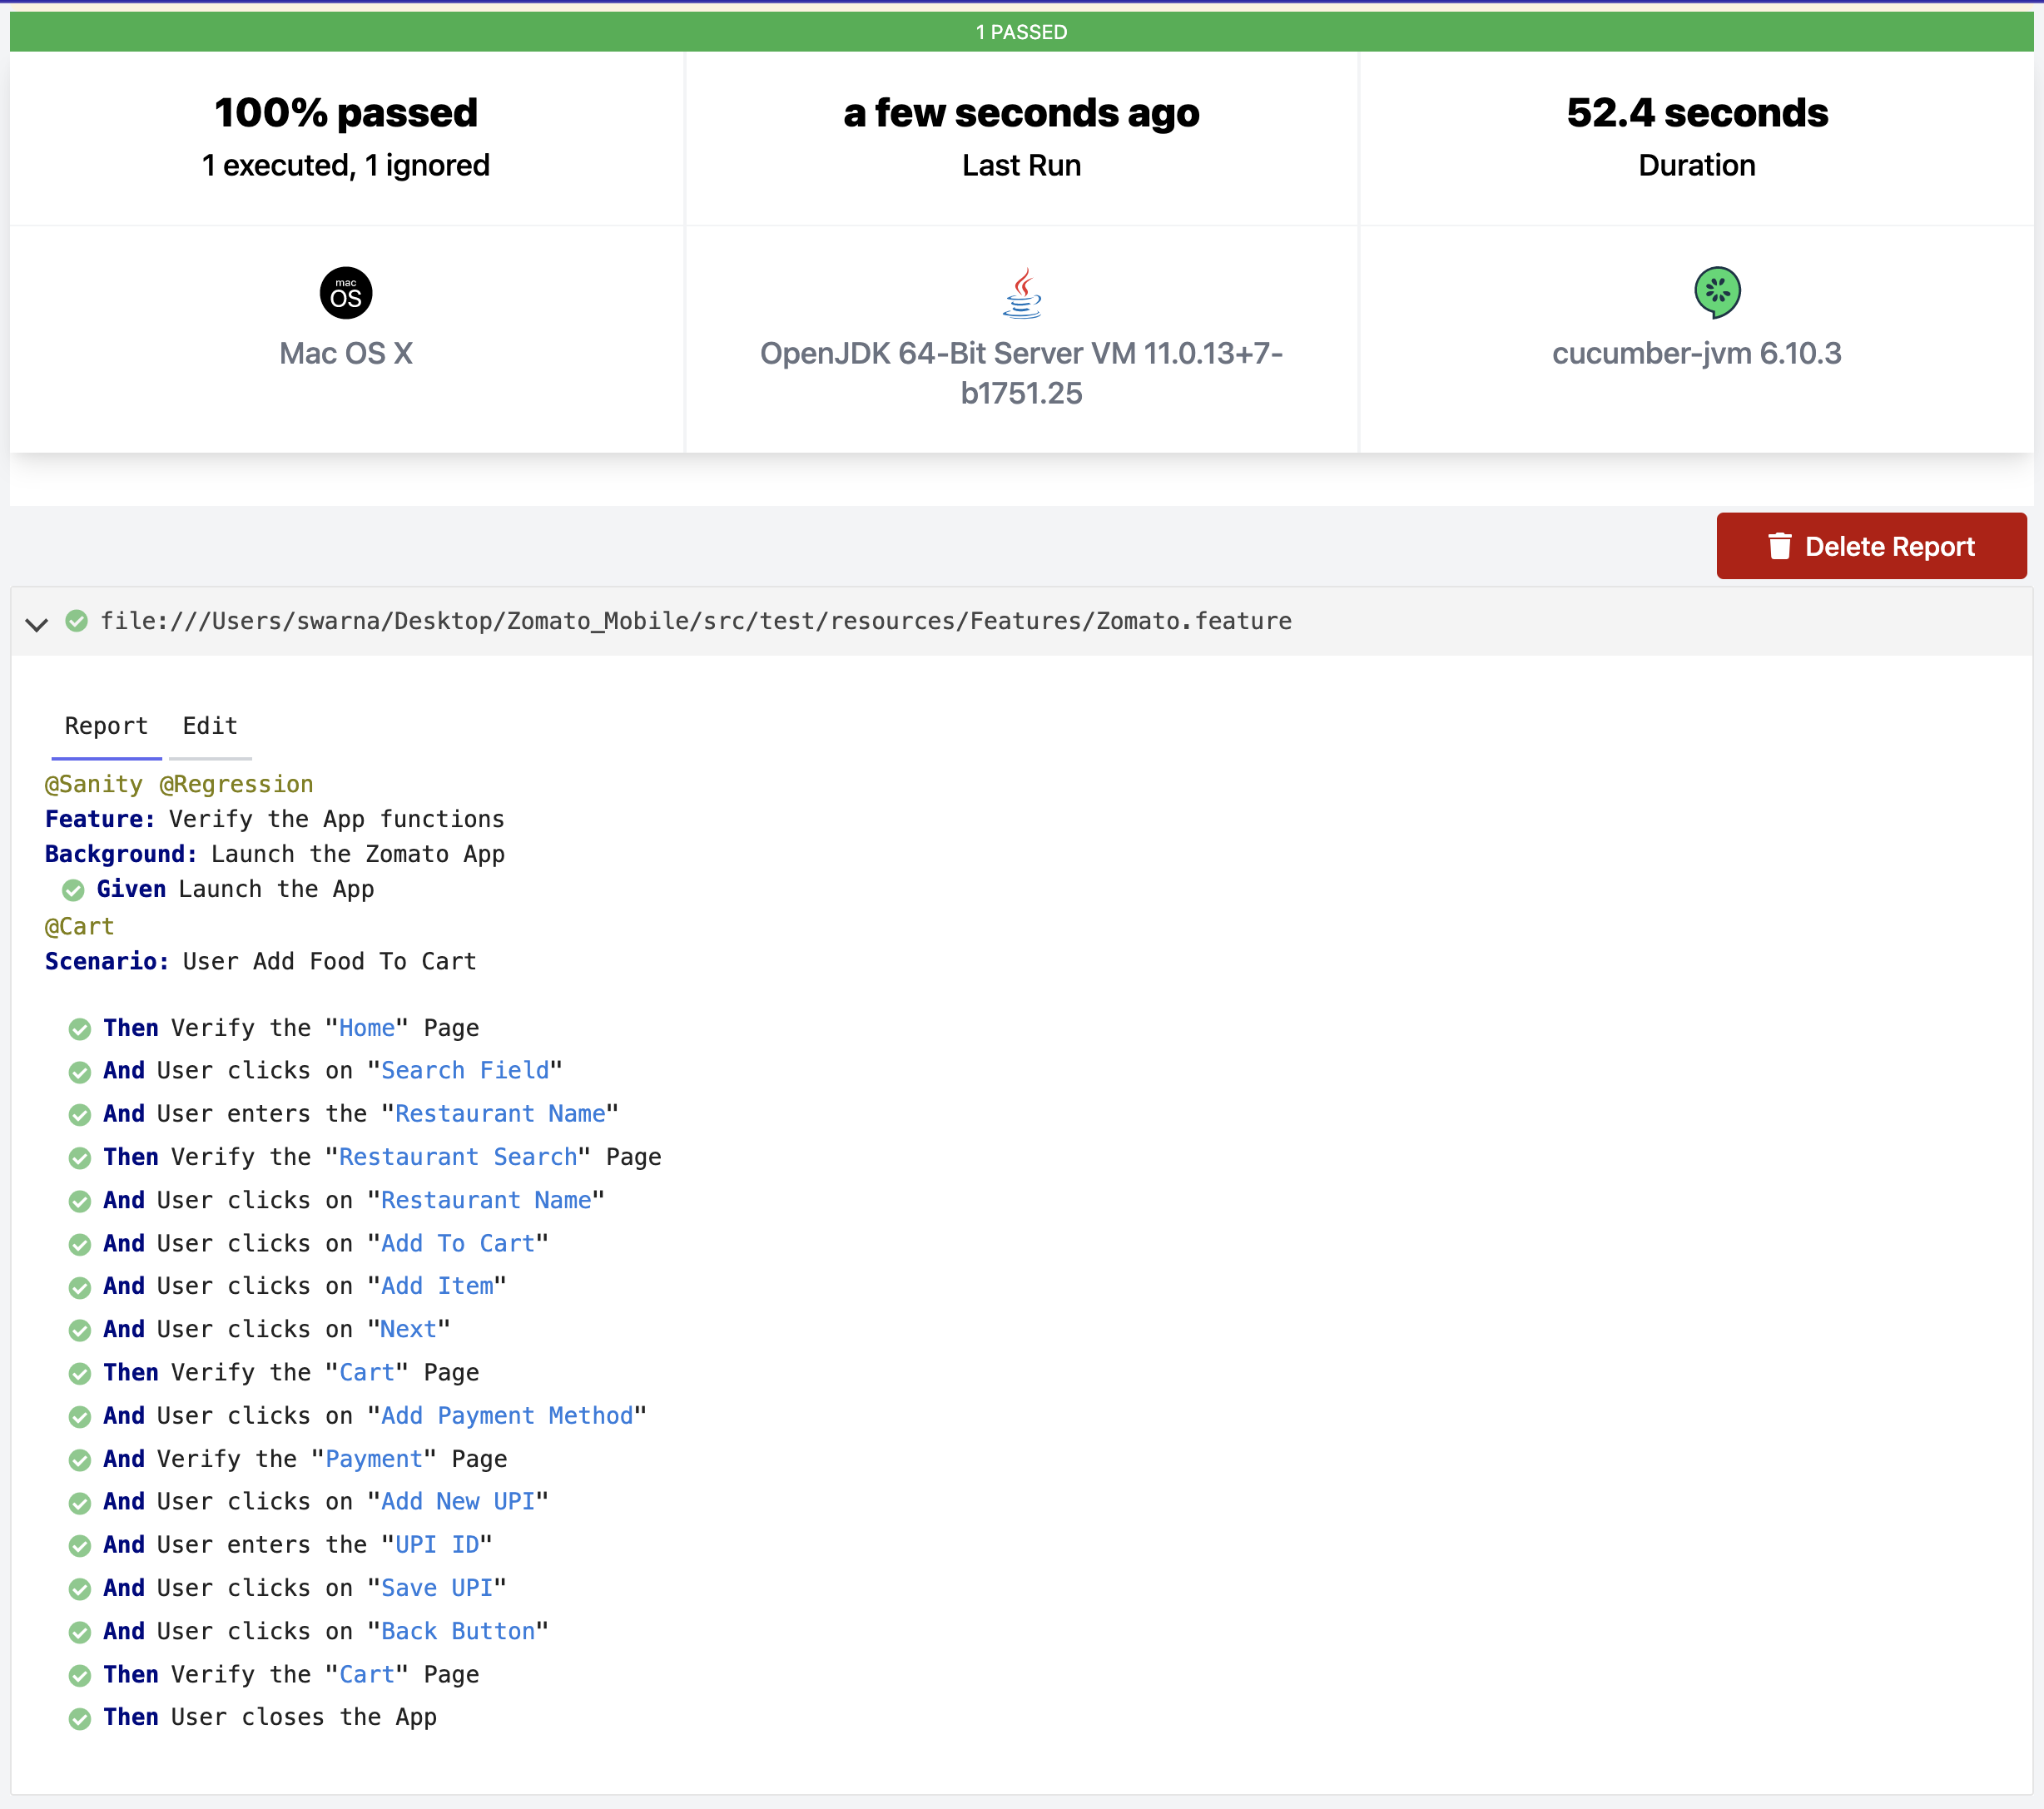 1 PASSED
100% passed
1 executed, 1 ignored
a few seconds ago
Last Run
52.4 seconds
Duration
mac
OS
Mac OS X
OpenJDK 64-Bit Server VM 11.0.13+7-
b1751.25
cucumber-jvm 6.10.3
Delete Report
file:///Users/swarna/Desktop/Zomato_Mobile/src/test/resources/Features/Zomato.feature
Report Edit
@Sanity @Regression
Feature: Verify the App functions
Background: Launch the Zomato App
Given Launch the App
@Cart
Scenario: User Add Food To Cart
Then Verify the "Home" Page
And User clicks on "Search Field"
And User enters the "Restaurant Name"
Then Verify the "Restaurant Search" Page
And User clicks on "Restaurant Name"
And User clicks on "Add To Cart"
And User clicks on "Add Item"
And User clicks on "Next"
Then Verify the "Cart" Page
And User clicks on "Add Payment Method"
And Verify the "Payment" Page
And User clicks on "Add New UPI"
And User enters the "UPI ID"
And User clicks on "Save UPI"
And User clicks on "Back Button"
Then Verify the "Cart" Page
Then User closes the App